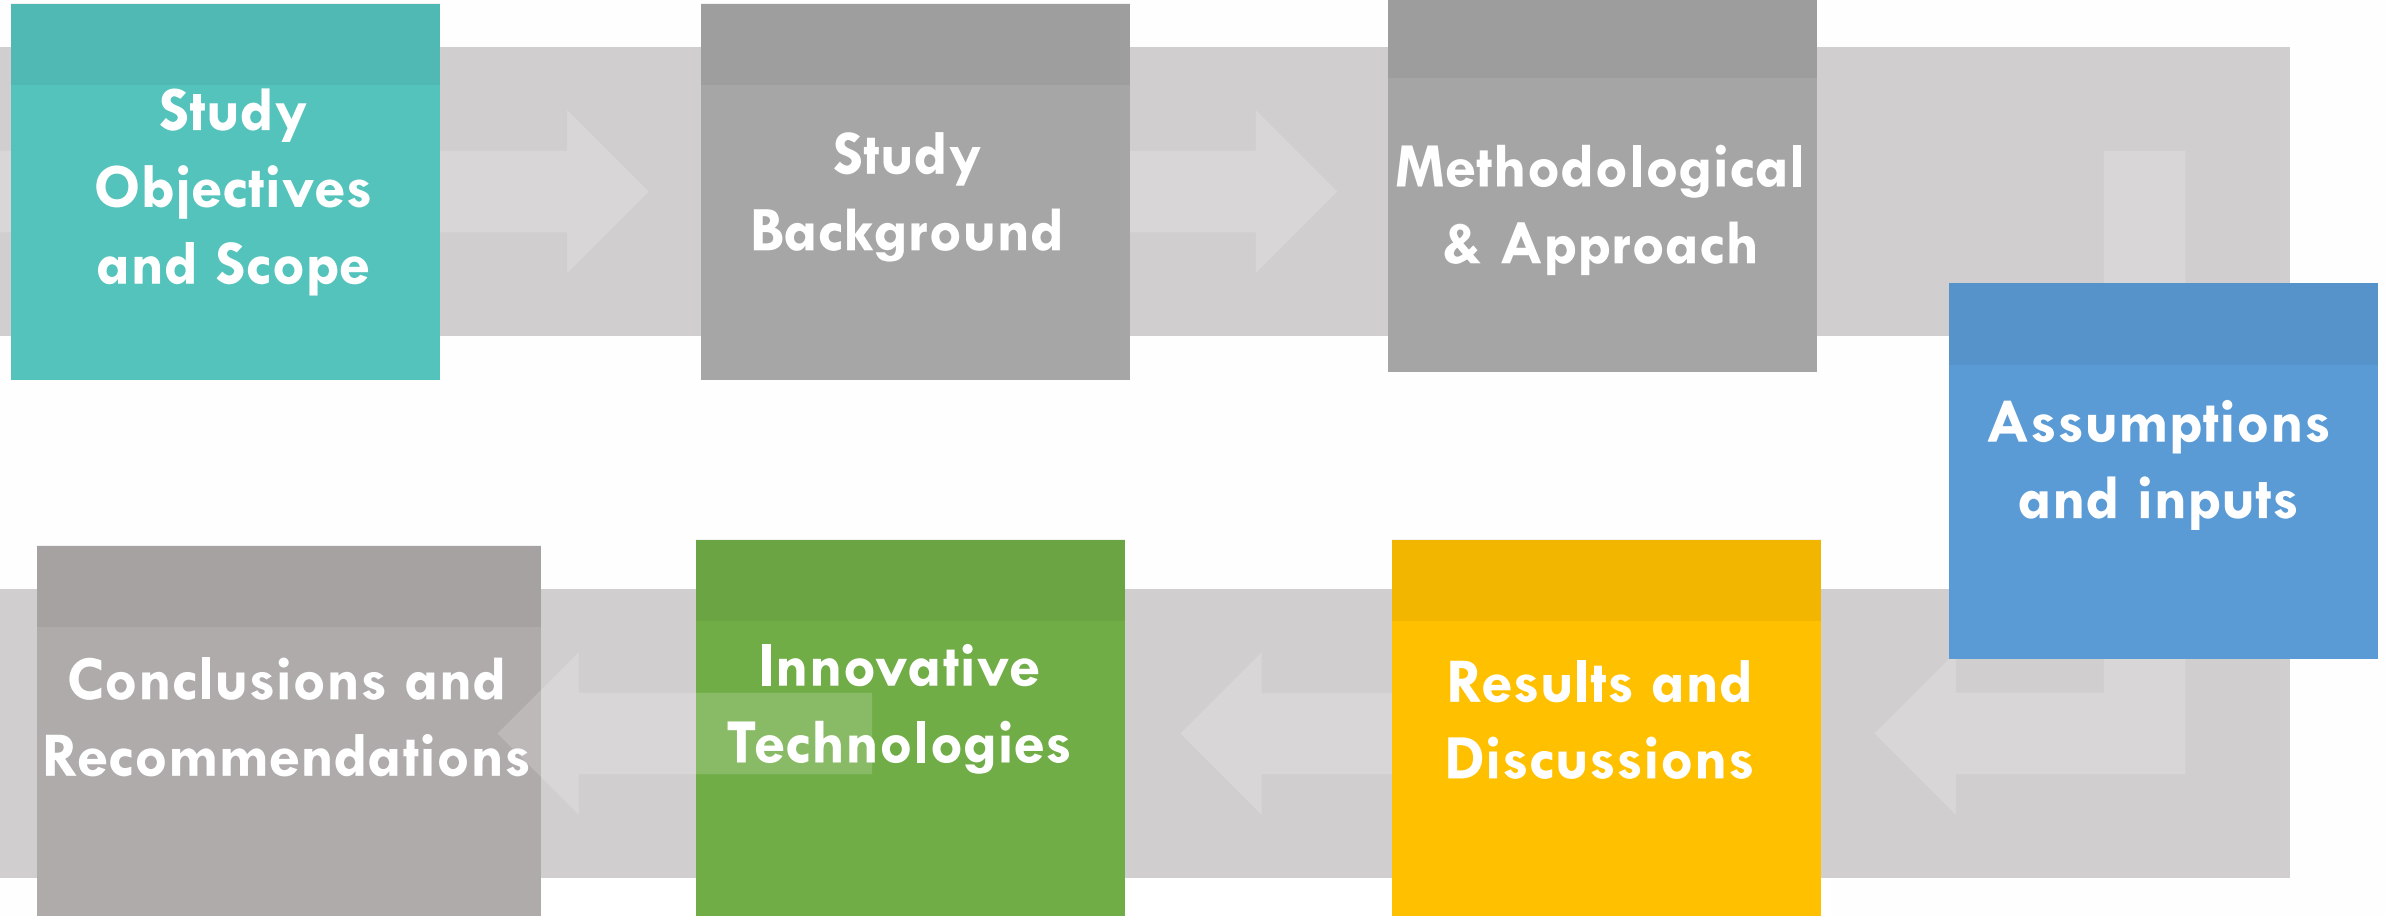 Study
Objectives
and Scope
Study
Background
Methodological
& Approach
Assumptions
and inputs
Results and
Discussions
Innovative
Technologies
Conclusions and
Recommendations